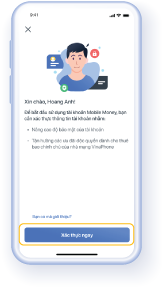 9:41
Xin chào, Hoang Anh!
Để bắt đầu sử dụng tài khoản Mobile Money, bạn
cần xác thực thông tin tài khoản nhằm:
Nâng cao độ bảo mật của tài khoản
Tận hưởng các ưu đãi độc quyền dành cho thuê
bao chính chủ của nhà mạng VinaPhone
Bạn có mã giới thiệu?
Xác thực ngay